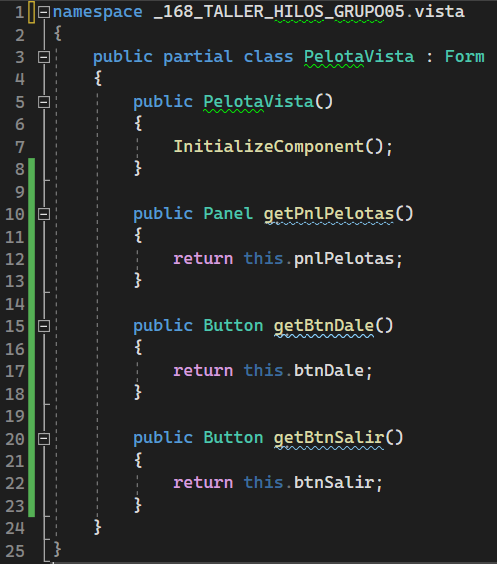 1 namespace _168_TALLER_HILOS_GRUPO05.vista
2 {
3     public partial class PelotaVista : Form
4     {
5         public PelotaVista()
6         {
7             InitializeComponent();
8         }
9
10         public Panel getPnlPelotas()
11         {
12             return this.pnlPelotas;
13         }
14
15         public Button getBtnDale()
16         {
17             return this.btnDale;
18         }
19
20         public Button getBtnSalir()
21         {
22             return this.btnSalir;
23         }
24     }
25 }